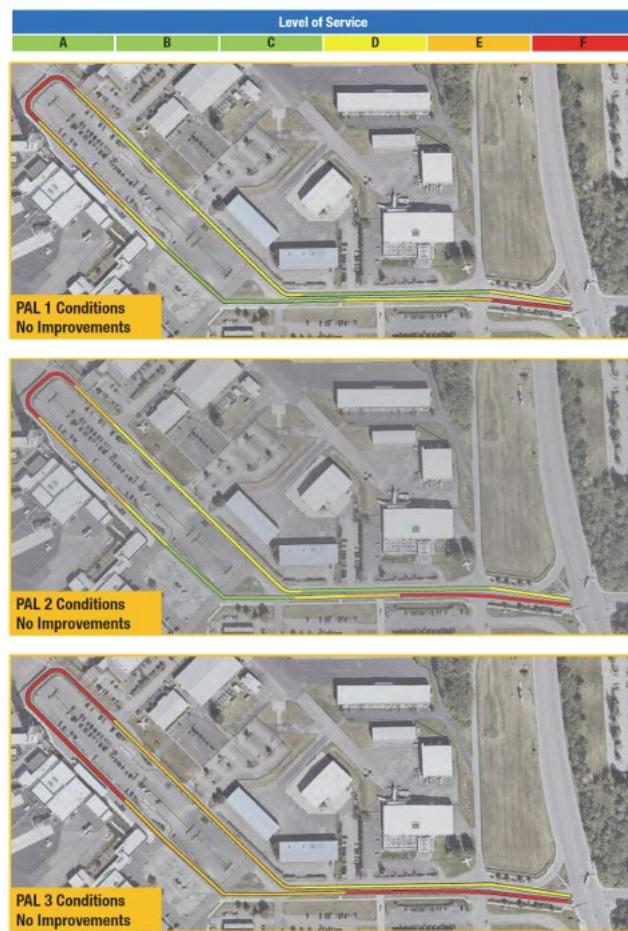 Level of Service
A B C D E F
PAL 1 Conditions
No Improvements
PAL 2 Conditions
No Improvements
PAL 3 Conditions
No Improvements